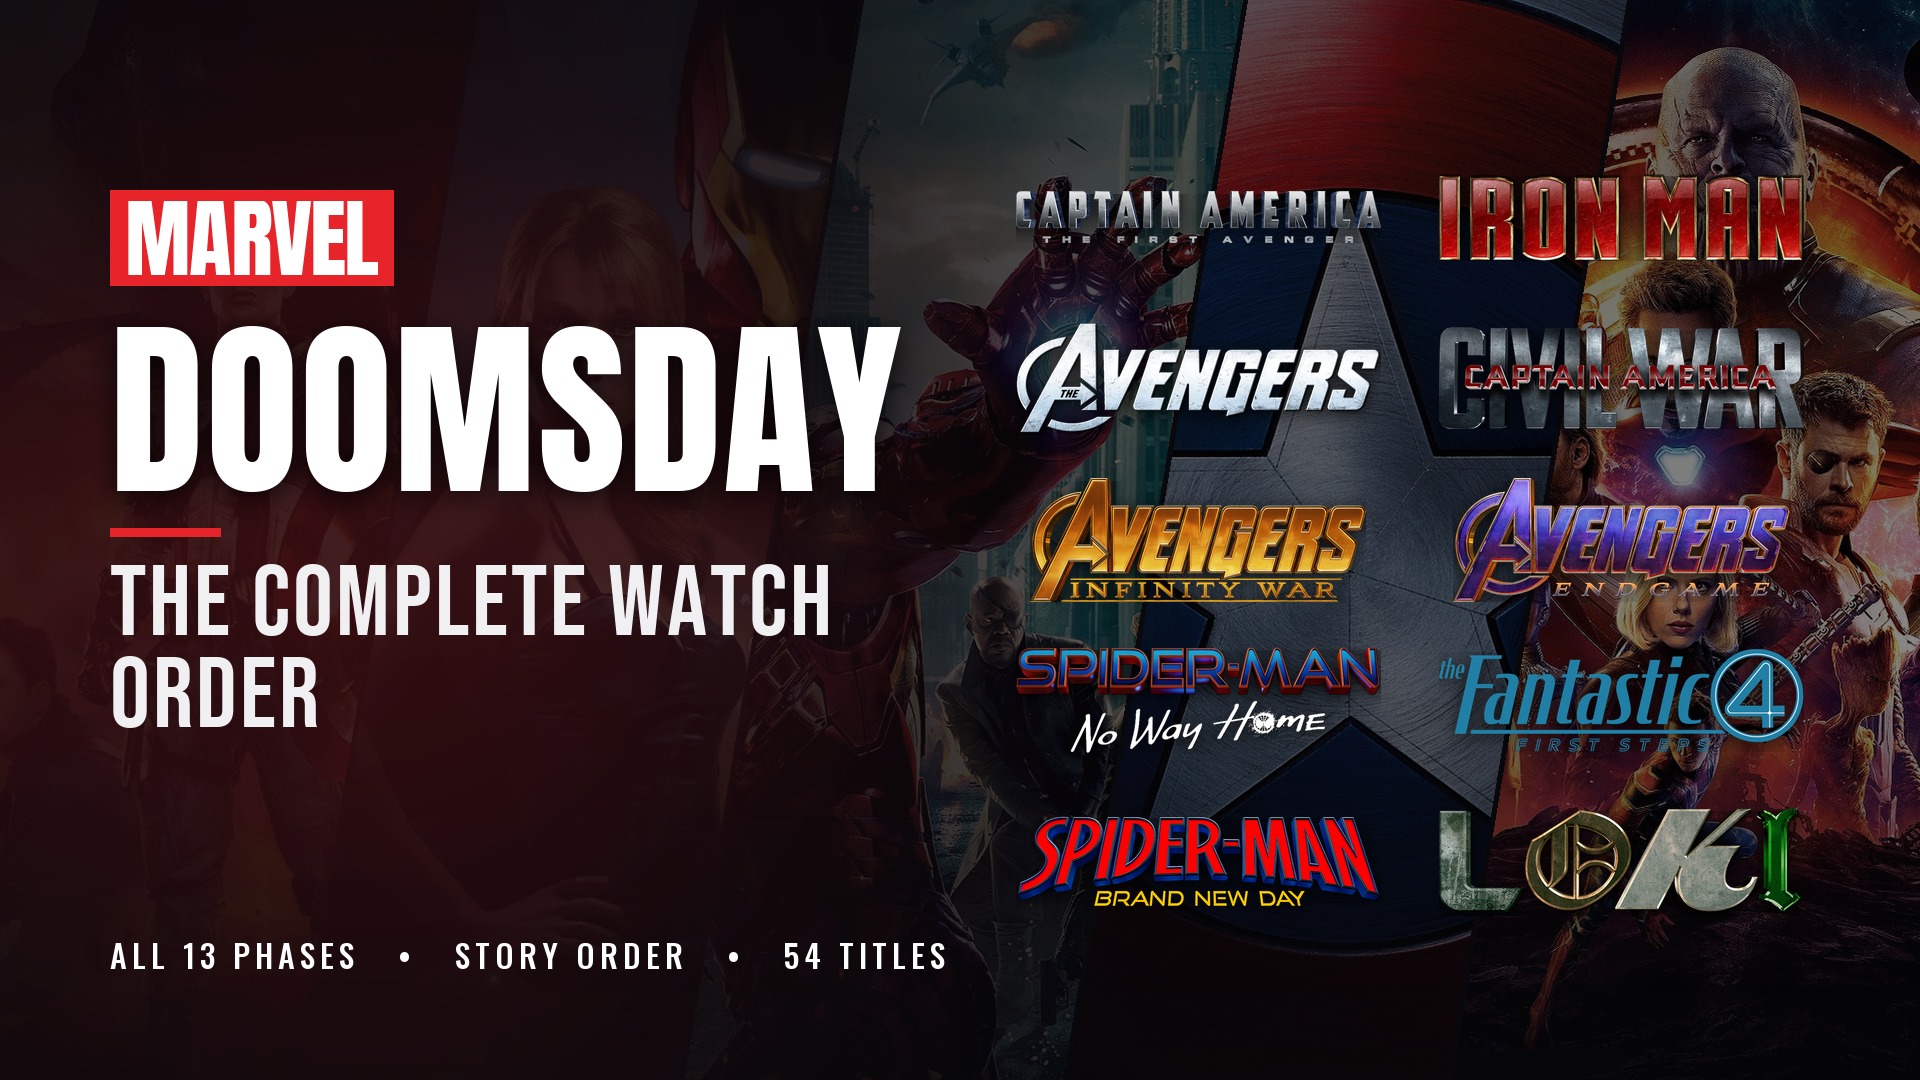 MARVEL
DOOMSDAY
THE COMPLETE WATCH
ORDER
ALL 13 PHASES • STORY ORDER • 54 TITLES
CAPTAIN AMERICA
THE FIRST AVENGER
IRON MAN
THE AVENGERS
CIVIL WAR
CAPTAIN AMERICA
AVENGERS
INFINITY WAR
AVENGERS
ENDGAME
SPIDER-MAN
No Way Home
the Fantastic 4
FIRST STEPS
SPIDER-MAN
BRAND NEW DAY
LOKI